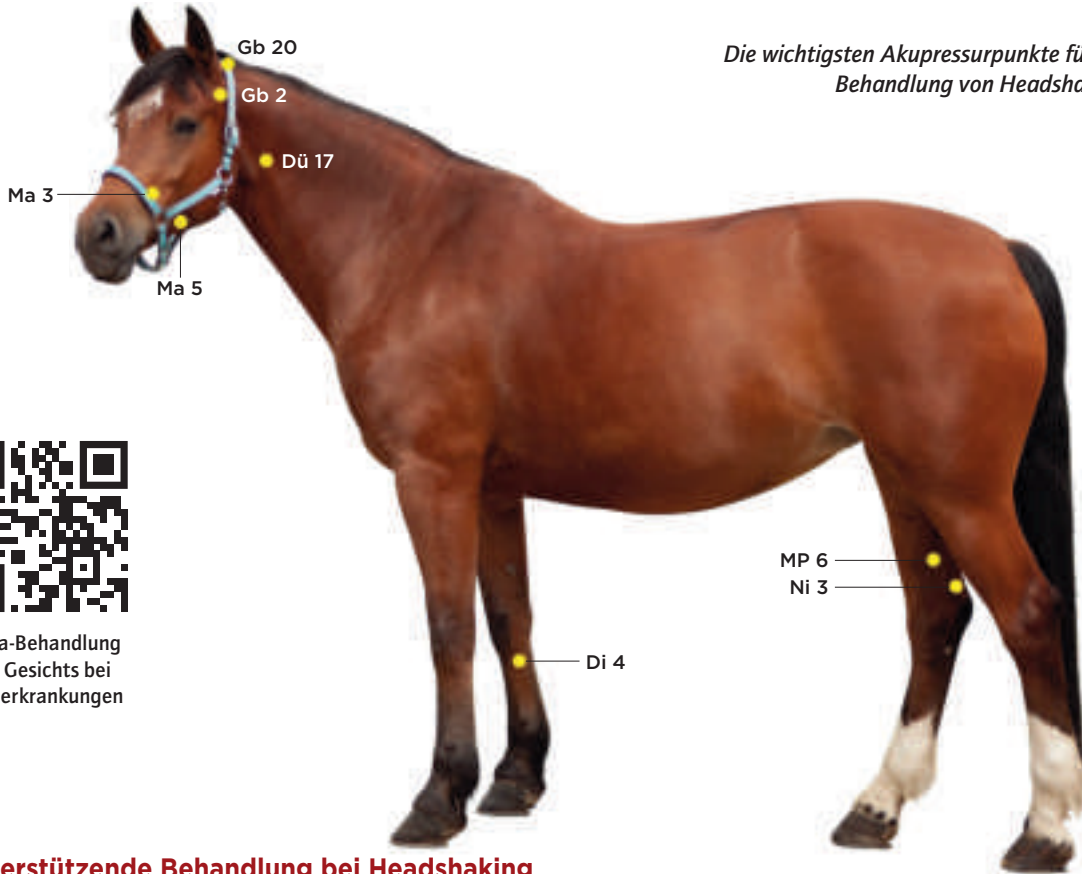 Gb 20
Die wichtigsten Akupressurpunkte fü
Behandlung von Headsha
Gb 2
Dü 17
Ma 3
Ma 5
MP 6
Ni 3
a-Behandlung
Gesichts bei
erkrankungen
Di 4
erstützende Behandlung bei Headshaking